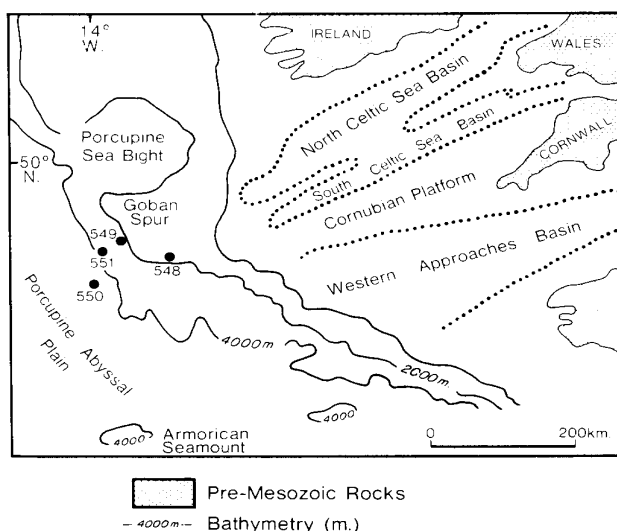 14°
W.
IRELAND
WALES
North Celtic Sea Basin
Porcupine
Sea Bight
50°
N.
South Celtic Sea Basin
CORNWALL
Goban
Spur
Cornubian Platform
549
551
548
550
Western Approaches Basin
Porcupine Abyssal
Plain
4000m
2000m.
4000
4000
Armorican
Seamount
0 200km.
Pre-Mesozoic Rocks
-4000m- Bathymetry (m.)